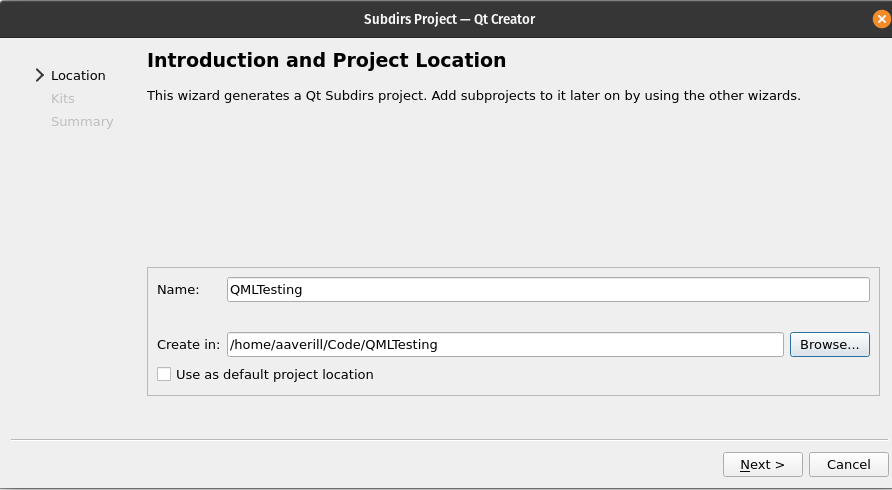 Subdirs Project — Qt Creator
Location
Kits
Summary
Introduction and Project Location
This wizard generates a Qt Subdirs project. Add subprojects to it later on by using the other wizards.
Name: QMLTesting
Create in: /home/aaverill/Code/QMLTesting Browse...
Use as default project location
Next > Cancel